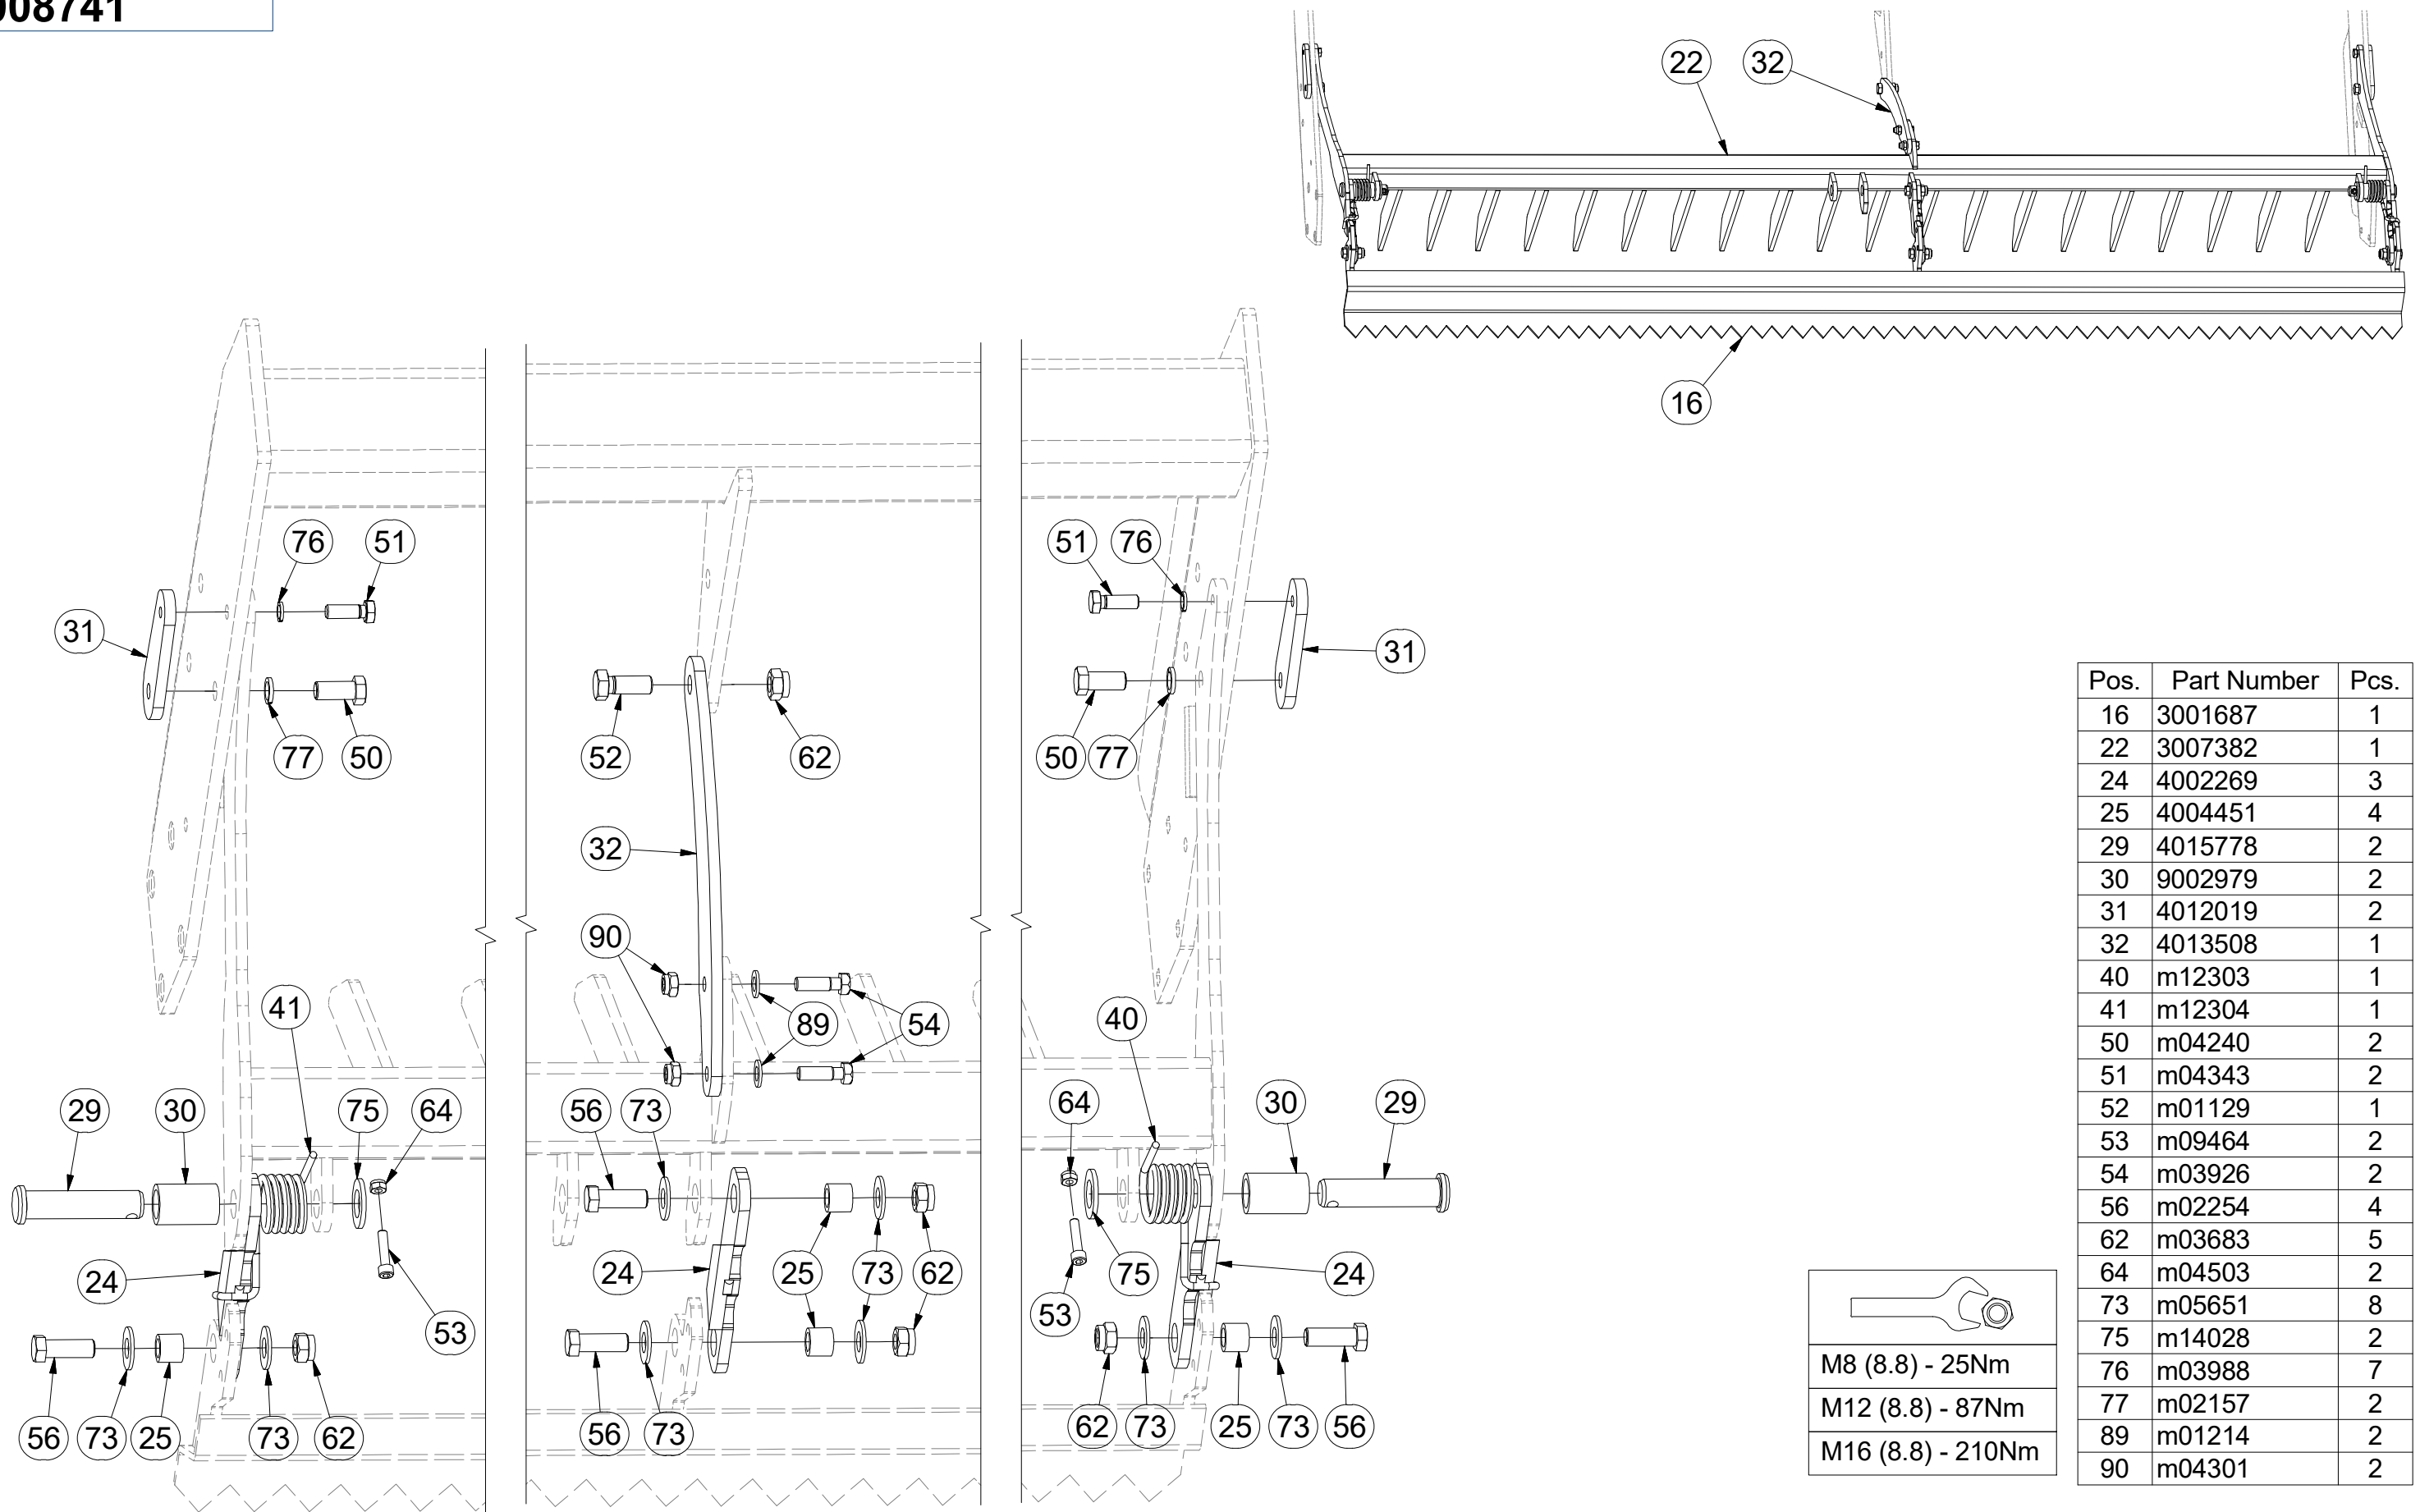 22 32
16
76 51 51 76
31 31
77 50 52 62 50 77
32
90
41 89 54 40
29 30 75 64 56 73 64 30 29
24 24 25 73 62 75 24
53 53
56 73 25 73 62 56 73 62 73 25 73 56
Pos. Part Number Pcs.
16 3001687 1
22 3007382 1
24 4002269 3
25 4004451 4
29 4015778 2
30 9002979 2
31 4012019 2
32 4013508 1
40 m12303 1
41 m12304 1
50 m04240 2
51 m04343 2
52 m01129 1
53 m09464 2
54 m03926 2
56 m02254 4
62 m03683 5
64 m04503 2
73 m05651 8
75 m14028 2
76 m03988 7
77 m02157 2
89 m01214 2
90 m04301 2
M8 (8.8) - 25Nm
M12 (8.8) - 87Nm
M16 (8.8) - 210Nm